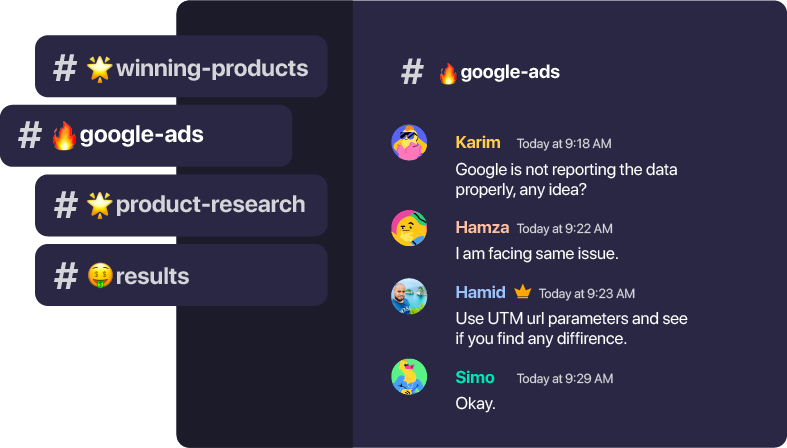 # 🌟winning-products
# 🔥google-ads
# 🌟product-research
# 🤑results
# 🔥google-ads
Karim Today at 9:18 AM
Google is not reporting the data
properly, any idea?
Hamza Today at 9:22 AM
I am facing same issue.
Hamid Today at 9:23 AM
Use UTM url parameters and see
if you find any diffirence.
Simo Today at 9:29 AM
Okay.